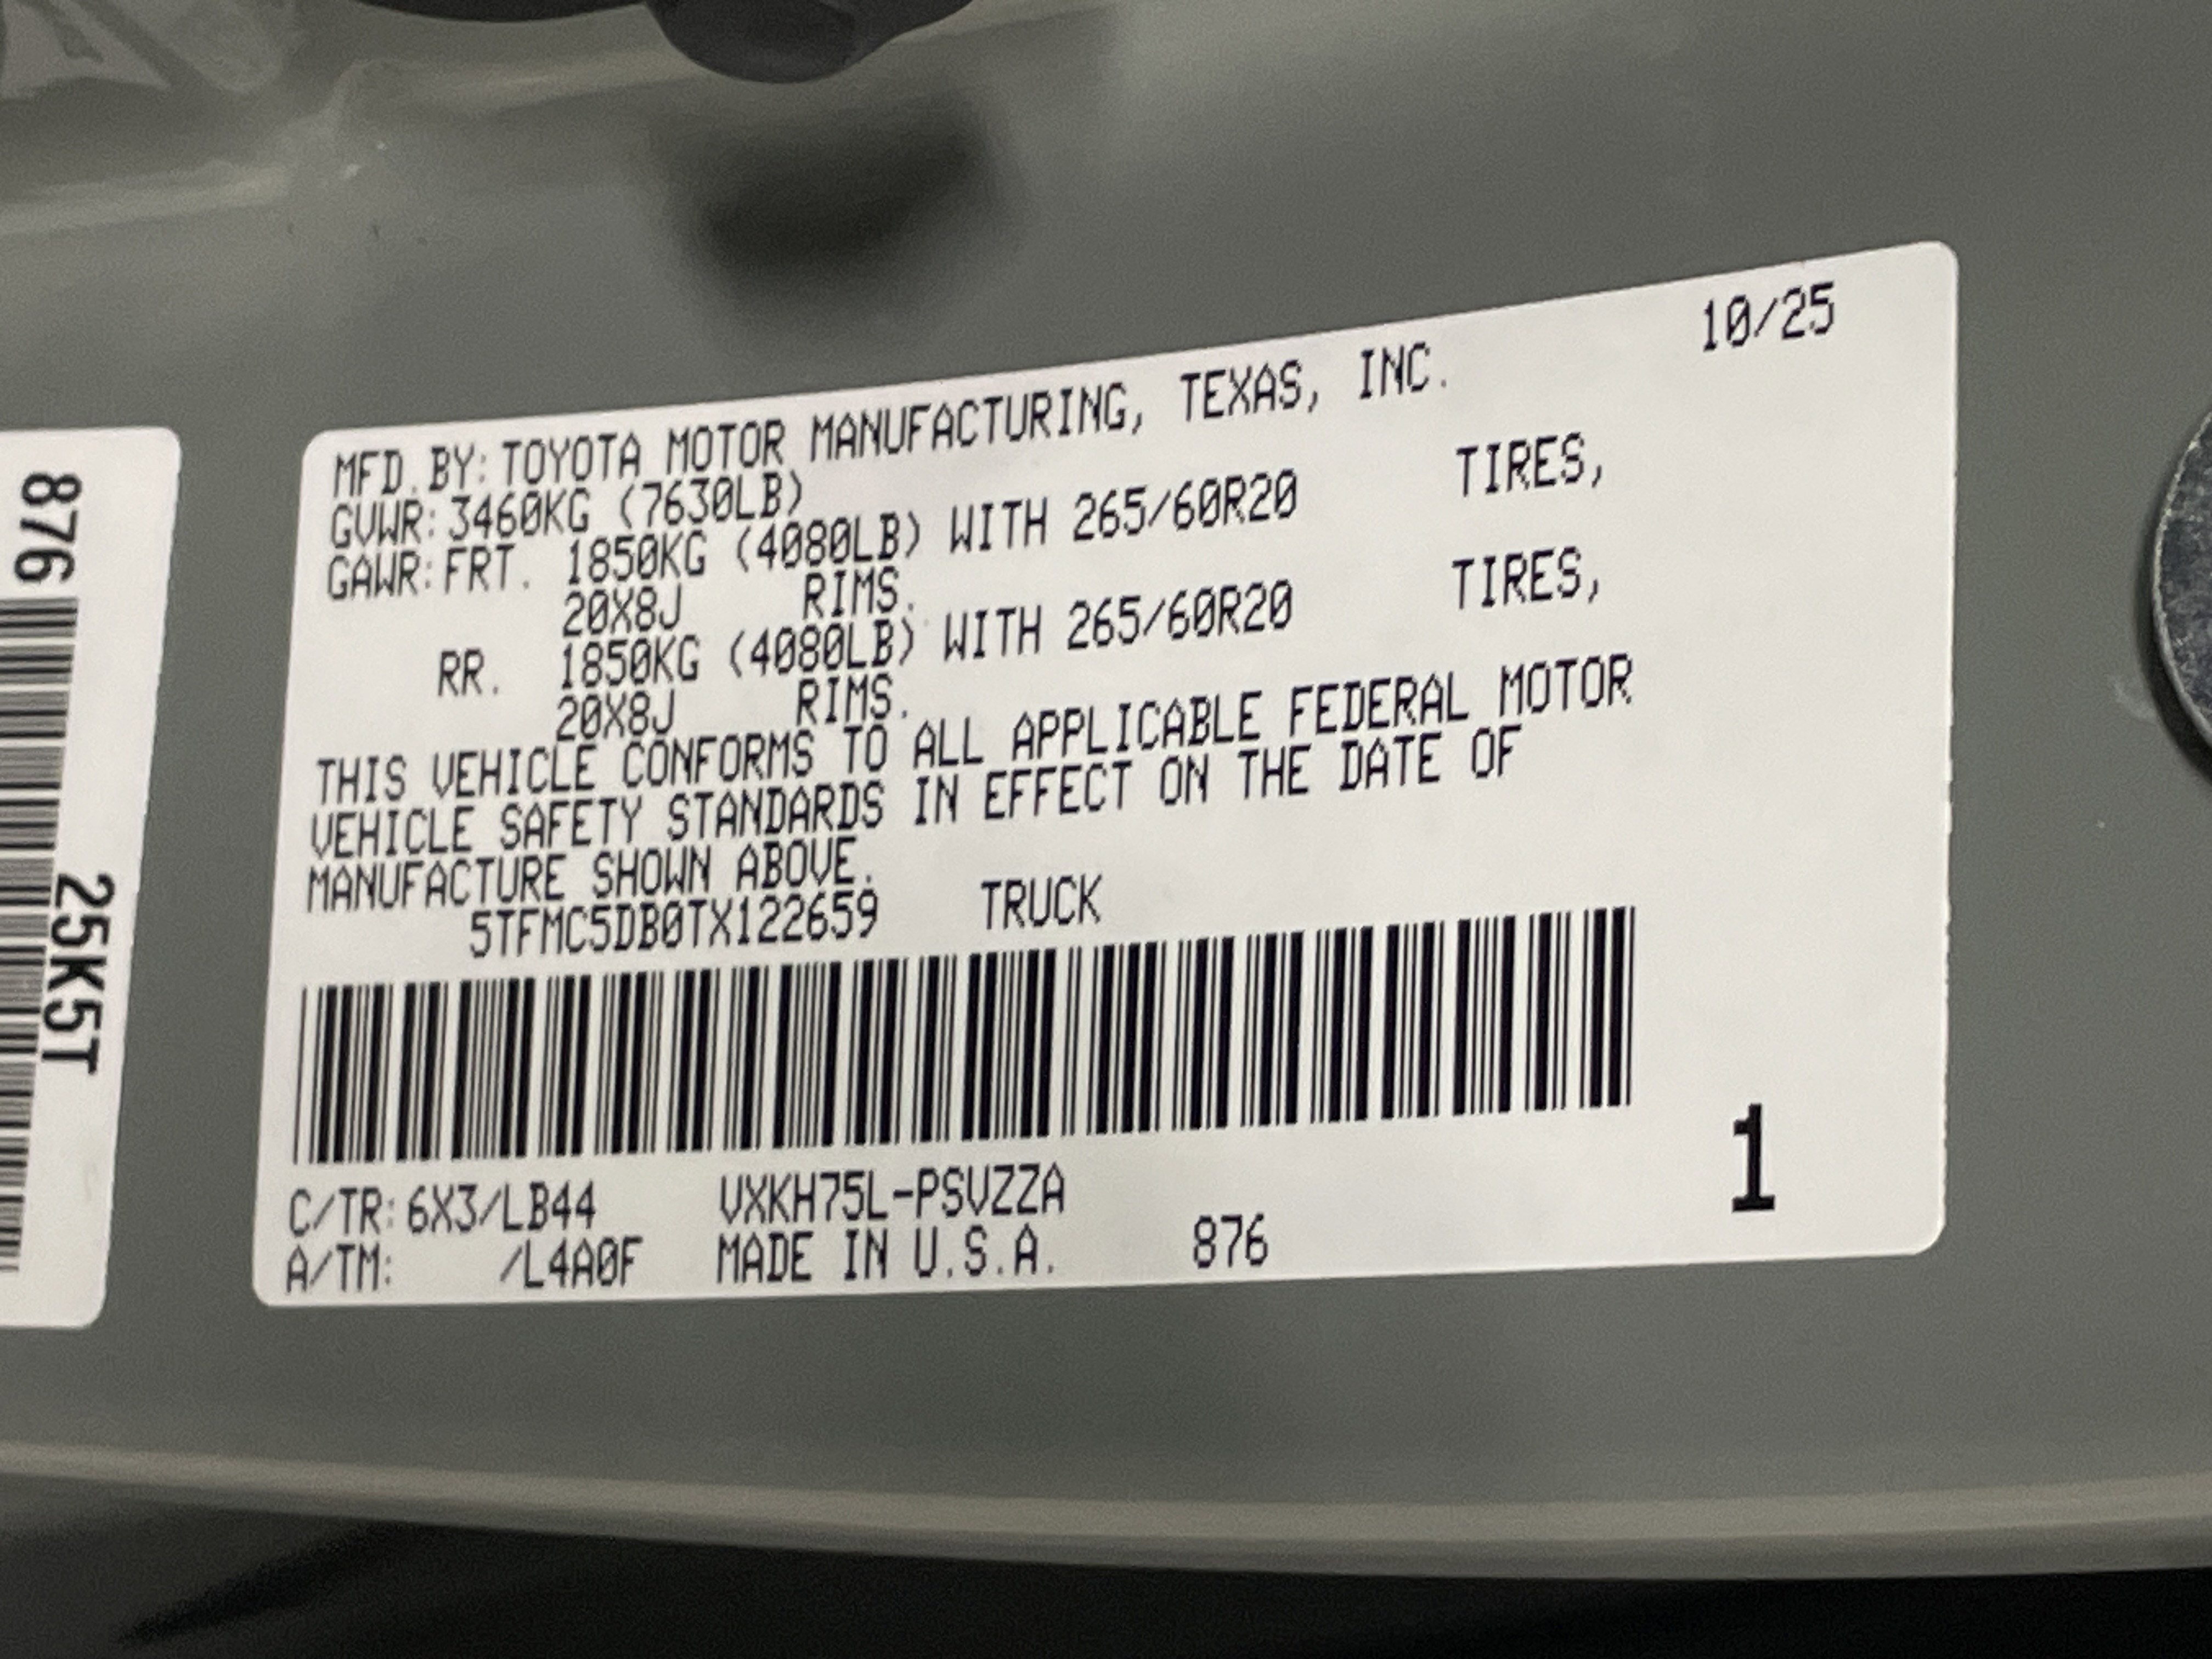 876
25K5T
10/25
MFD.BY:TOYOTA MOTOR MANUFACTURING, TEXAS, INC.
GVWR:3460KG (7630LB)
GAWR:FRT. 1850KG (4080LB) WITH 265/60R20 TIRES,
20X8J RIMS.
RR. 1850KG (4080LB) WITH 265/60R20 TIRES,
20X8J RIMS.
THIS VEHICLE CONFORMS TO ALL APPLICABLE FEDERAL MOTOR
VEHICLE SAFETY STANDARDS IN EFFECT ON THE DATE OF
MANUFACTURE SHOWN ABOVE.
5TFMC5DB0TX122659 TRUCK
1
C/TR:6X3/LB44 VXKH75L-PSVZZA
A/TM: /L4A0F MADE IN U.S.A. 876